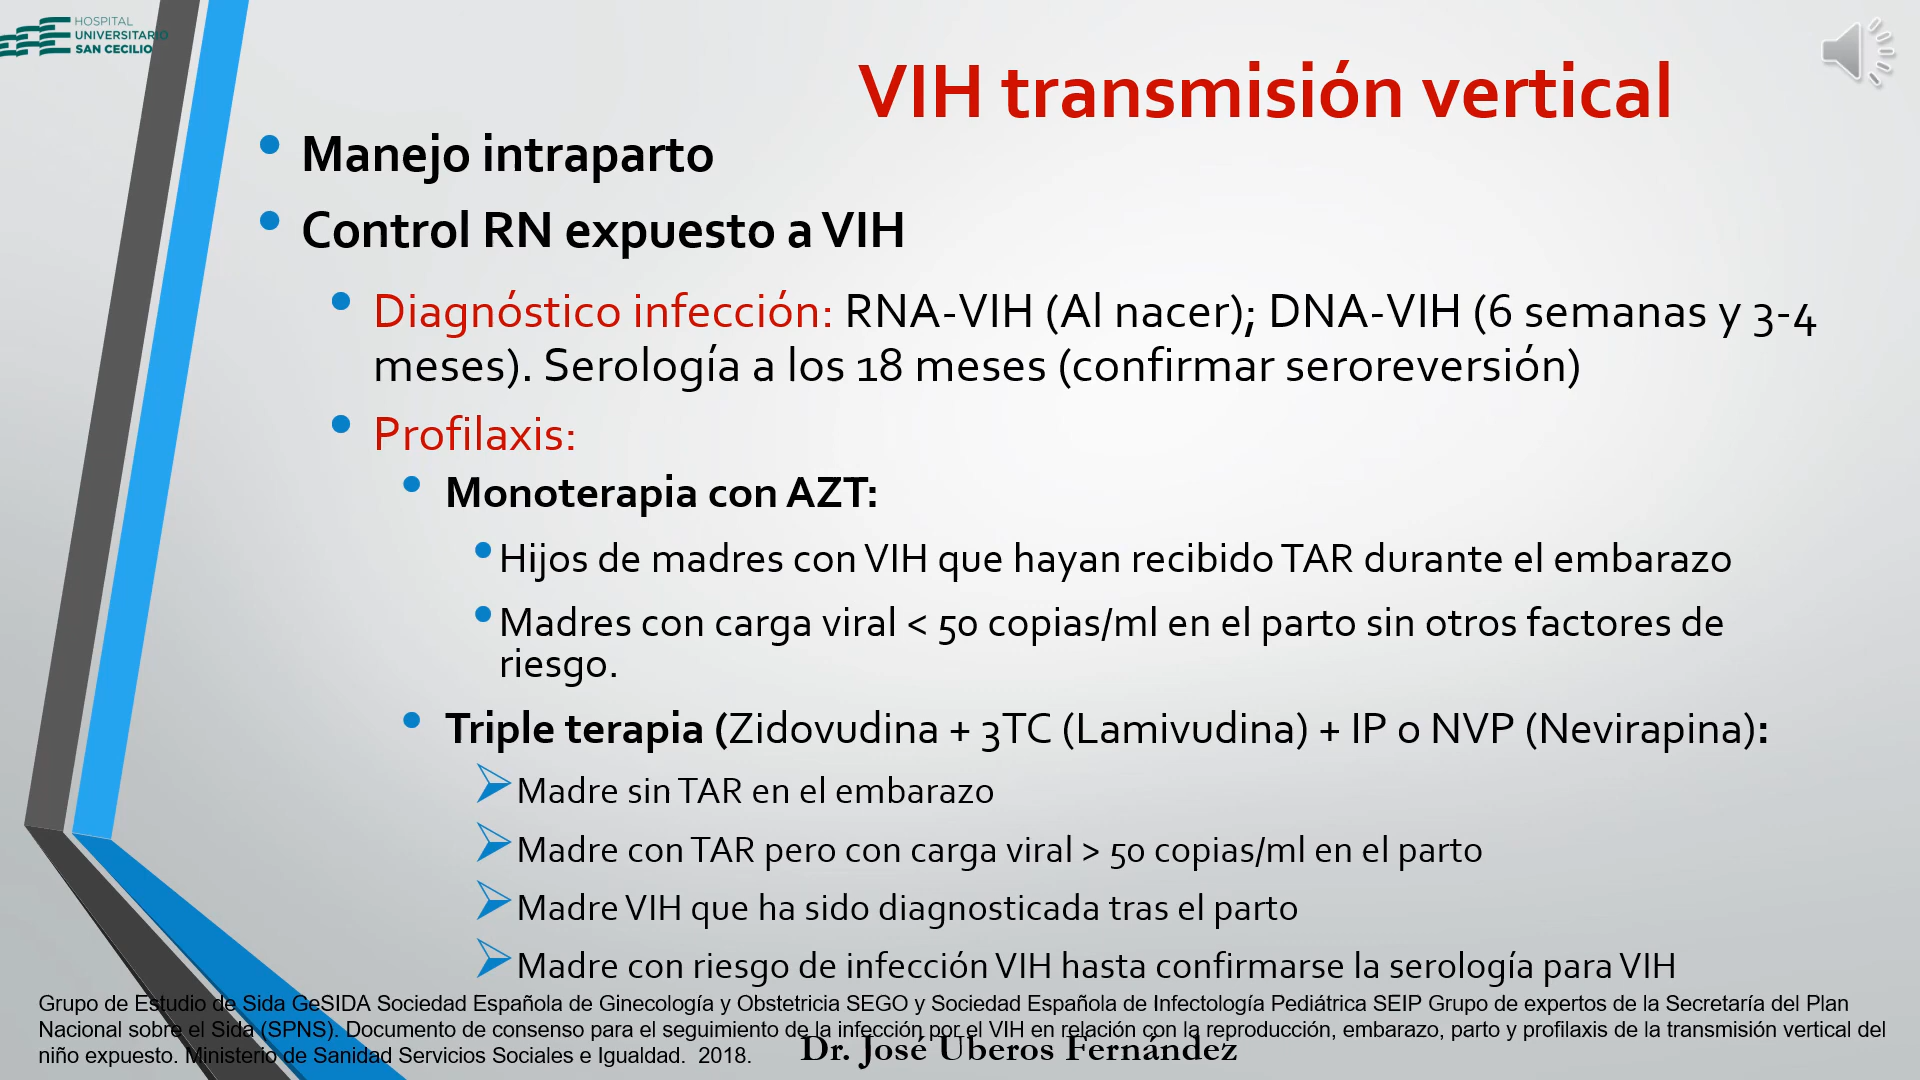 HOSPITAL
UNIVERSITARIO
SAN CECILIO
VIH transmisión vertical
• Manejo intraparto
• Control RN expuesto a VIH
• Diagnóstico infección: RNA-VIH (Al nacer); DNA-VIH (6 semanas y 3-4
meses). Serología a los 18 meses (confirmar seroreversión)
• Profilaxis:
• Monoterapia con AZT:
• Hijos de madres con VIH que hayan recibido TAR durante el embarazo
• Madres con carga viral < 50 copias/ml en el parto sin otros factores de
riesgo.
• Triple terapia (Zidovudina + 3TC (Lamivudina) + IP o NVP (Nevirapina):
➢ Madre sin TAR en el embarazo
➢ Madre con TAR pero con carga viral > 50 copias/ml en el parto
➢ Madre VIH que ha sido diagnosticada tras el parto
➢ Madre con riesgo de infección VIH hasta confirmarse la serología para VIH
Grupo de Estudio de Sida GeSIDA Sociedad Española de Ginecología y Obstetricia SEGO y Sociedad Española de Infectología Pediátrica SEIP Grupo de expertos de la Secretaría del Plan
Nacional sobre el Sida (SPNS). Documento de consenso para el seguimiento de la infección por el VIH en relación con la reproducción, embarazo, parto y profilaxis de la transmisión vertical del
niño expuesto. Ministerio de Sanidad Servicios Sociales e Igualdad. 2018.
Dr. José Uberos Fernández